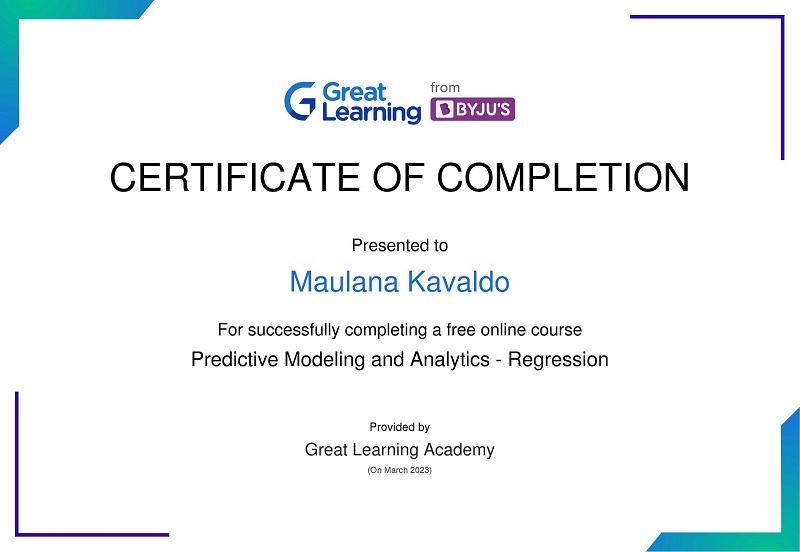 Great Learning
from
BYJU'S
CERTIFICATE OF COMPLETION
Presented to
Maulana Kavaldo
For successfully completing a free online course
Predictive Modeling and Analytics - Regression
Provided by
Great Learning Academy
(On March 2023)